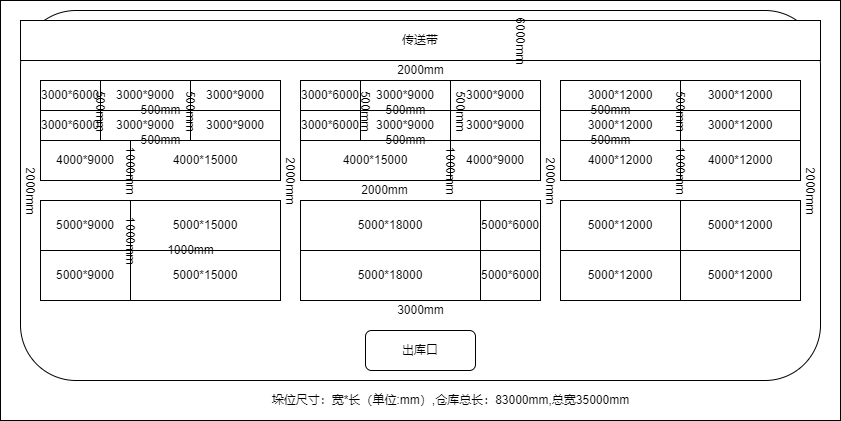 传送带
6000mm
2000mm
3000*6000 3000*9000 3000*9000 3000*6000 3000*9000 3000*9000 3000*12000 3000*12000
500mm 500mm 500mm 500mm 500mm
500mm 500mm 500mm
3000*6000 3000*9000 3000*9000 3000*6000 3000*9000 3000*9000 3000*12000 3000*12000
500mm 500mm 500mm
4000*9000 4000*15000 4000*15000 4000*9000 4000*12000 4000*12000
1000mm 1000mm 1000mm
2000mm 2000mm 2000mm 2000mm
2000mm
5000*9000 5000*15000 5000*18000 5000*6000 5000*12000 5000*12000
1000mm
1000mm
5000*9000 5000*15000 5000*18000 5000*6000 5000*12000 5000*12000
3000mm
出库口
垛位尺寸：宽*长（单位:mm）,仓库总长：83000mm,总宽35000mm